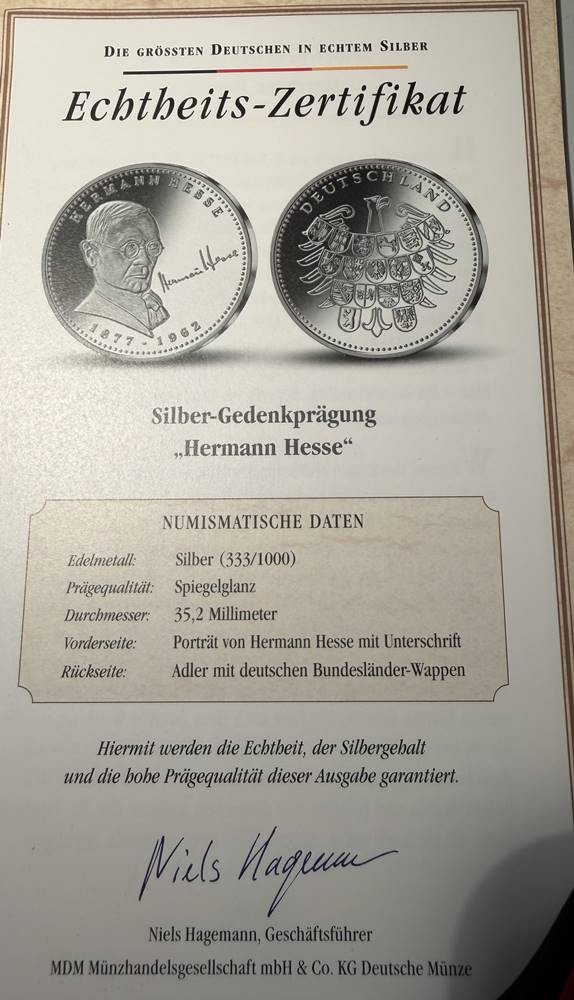 DIE GRÖSSTEN DEUTSCHEN IN ECHTEM SILBER
Echtheits-Zertifikat
HERMANN HESSE
Hermann Hesse
1877 - 1962
DEUTSCHLAND
Silber-Gedenkprägung
„Hermann Hesse“
NUMISMATISCHE DATEN
Edelmetall: Silber (333/1000)
Prägequalität: Spiegelglanz
Durchmesser: 35,2 Millimeter
Vorderseite: Porträt von Hermann Hesse mit Unterschrift
Rückseite: Adler mit deutschen Bundesländer-Wappen
Hiermit werden die Echtheit, der Silbergehalt
und die hohe Prägequalität dieser Ausgabe garantiert.
Niels Hagemann
Niels Hagemann, Geschäftsführer
MDM Münzhandelsgesellschaft mbH & Co. KG Deutsche Münze